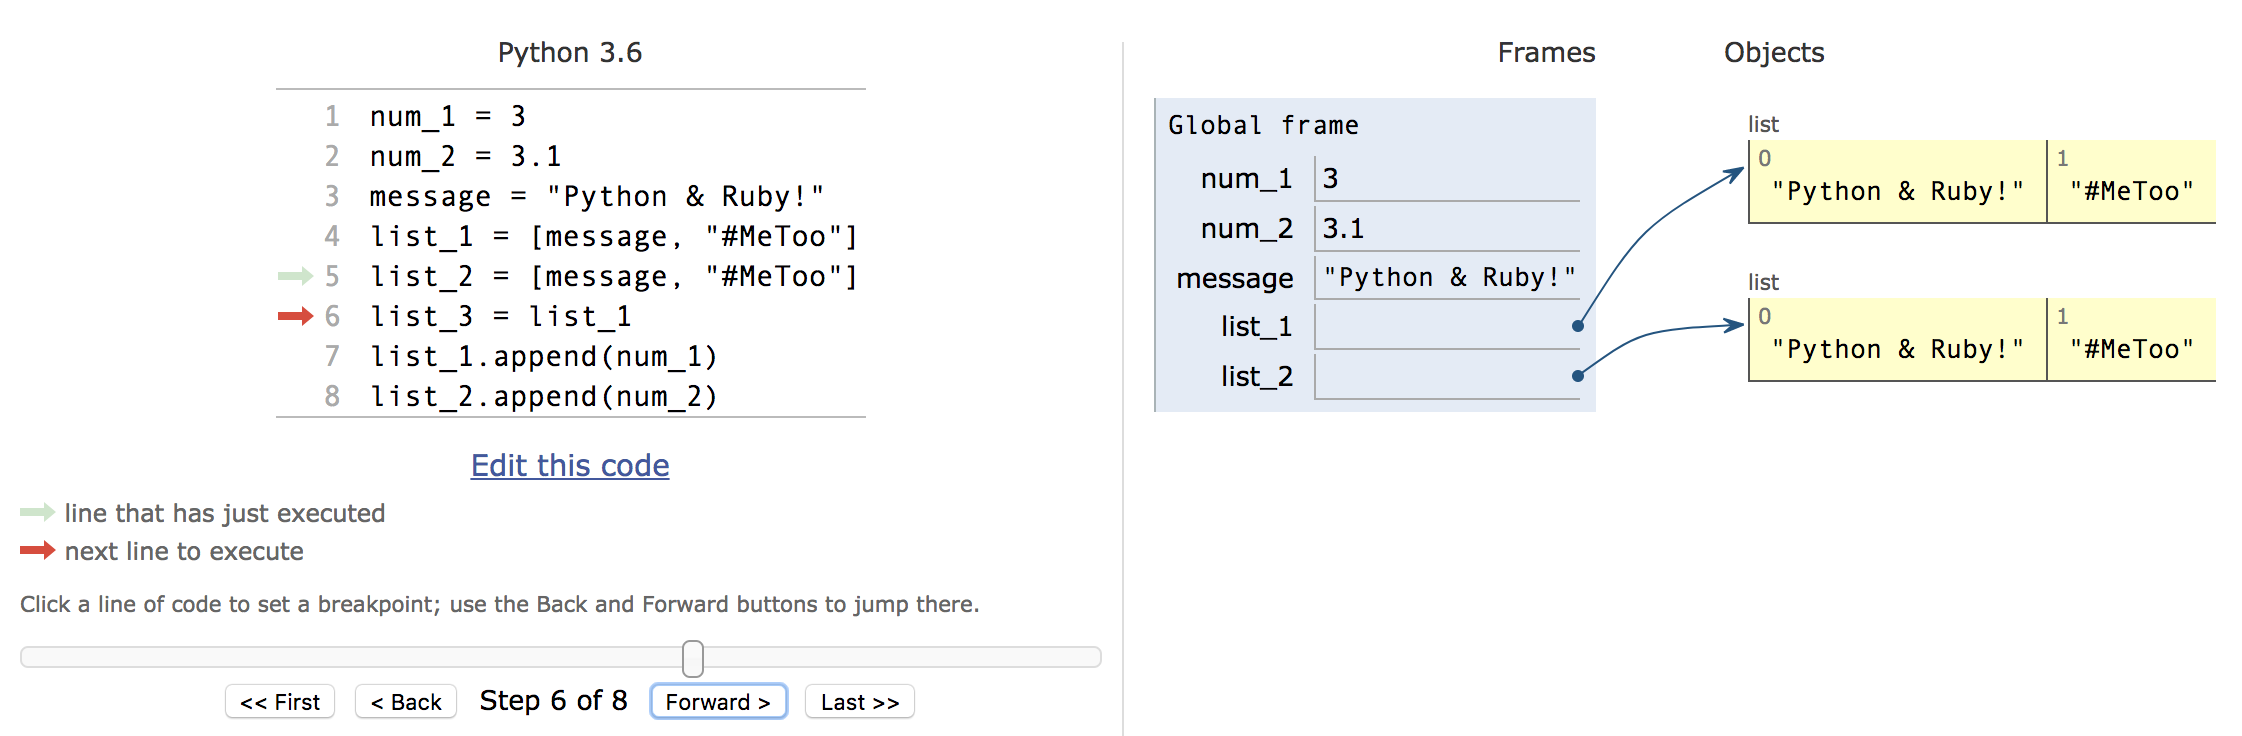 Python 3.6
1 num_1 = 3
2 num_2 = 3.1
3 message = "Python & Ruby!"
4 list_1 = [message, "#MeToo"]
5 list_2 = [message, "#MeToo"]
6 list_3 = list_1
7 list_1.append(num_1)
8 list_2.append(num_2)
Edit this code
line that has just executed
next line to execute
Click a line of code to set a breakpoint; use the Back and Forward buttons to jump there.
<< First < Back Step 6 of 8 Forward > Last >>
Frames Objects
Global frame
num_1 3
num_2 3.1
message "Python & Ruby!"
list_1
list_2
list
0 1
"Python & Ruby!" "#MeToo"
list
0 1
"Python & Ruby!" "#MeToo"